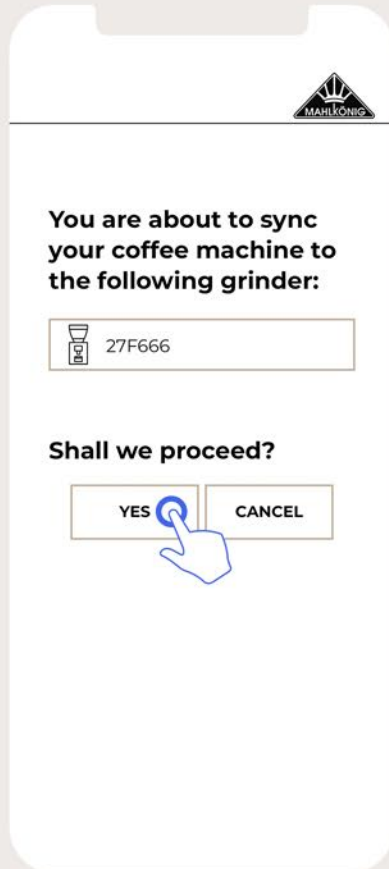 MAHLKÖNIG
You are about to sync
your coffee machine to
the following grinder:
27F666
Shall we proceed?
YES
CANCEL